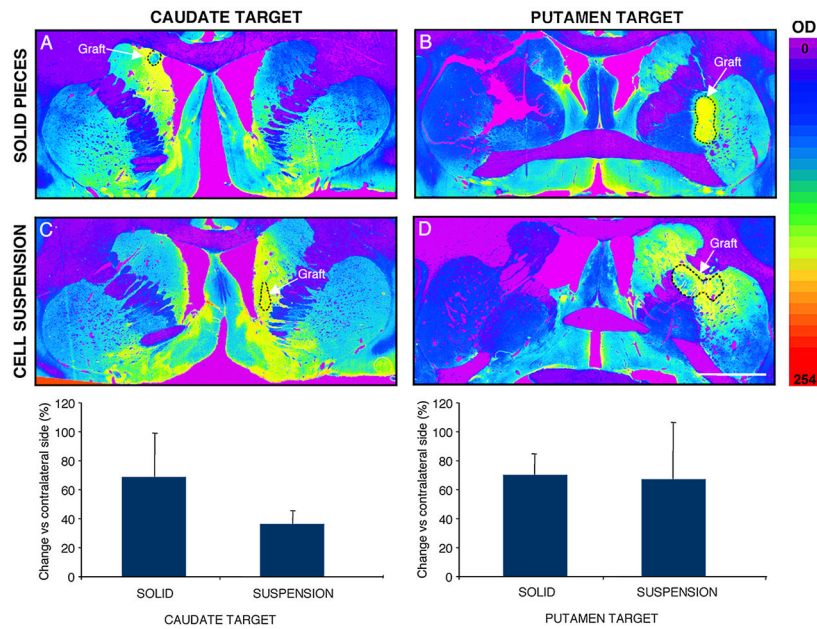 CAUDATE TARGET
PUTAMEN TARGET
SOLID PIECES
CELL SUSPENSION
A
Graft
B
Graft
C
Graft
D
Graft
OD
0
254
Change vs contralateral side (%)
120
100
80
60
40
20
0
SOLID
SUSPENSION
CAUDATE TARGET
Change vs contralateral side (%)
120
100
80
60
40
20
0
SOLID
SUSPENSION
PUTAMEN TARGET